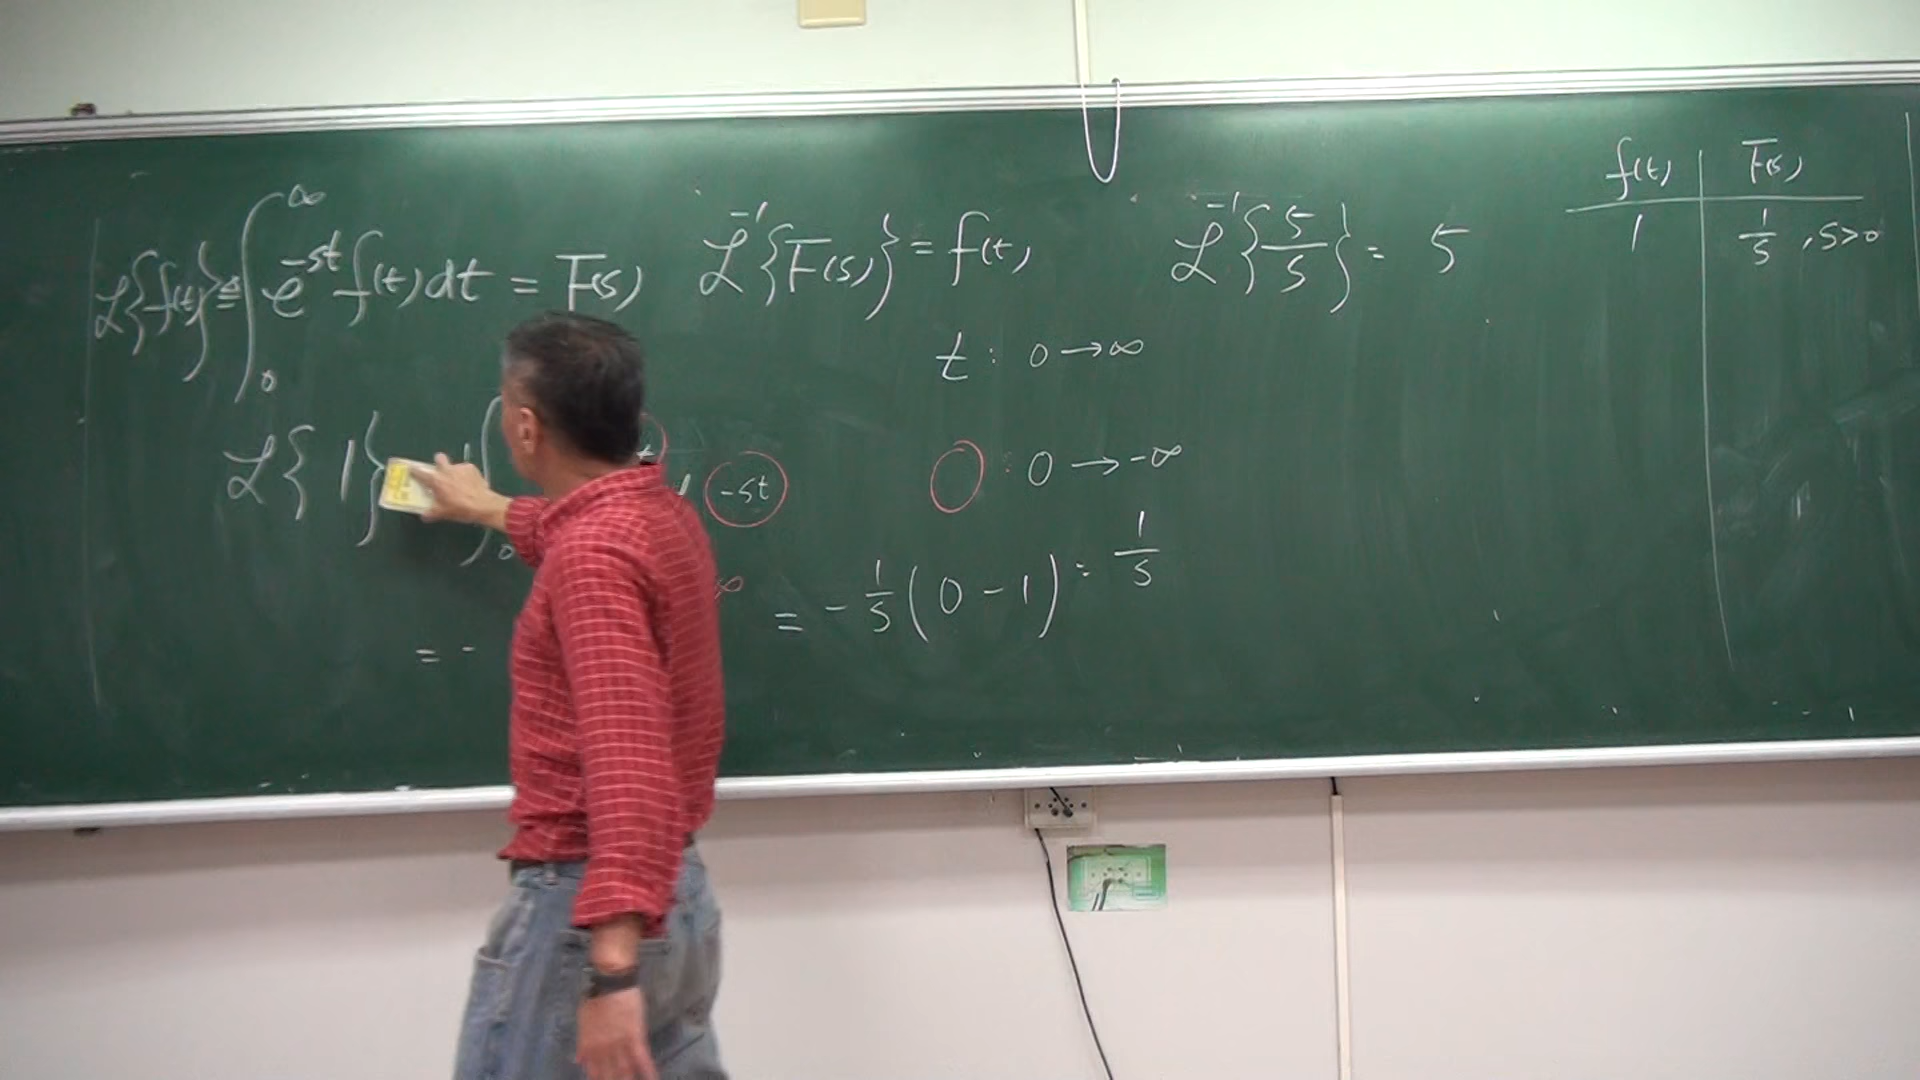 ℒ{f(t)} ≜ ∫₀^∞ e^{-st} f(t) dt = F(s)
ℒ^{-1}{F(s)} = f(t)
ℒ^{-1}{5/s} = 5
t : 0 → ∞
ℒ{1}
-st
: 0 → -∞
= -
∞
= -1/s (0 - 1) = 1/s
f(t) | F(s)
1 | 1/s , s>0